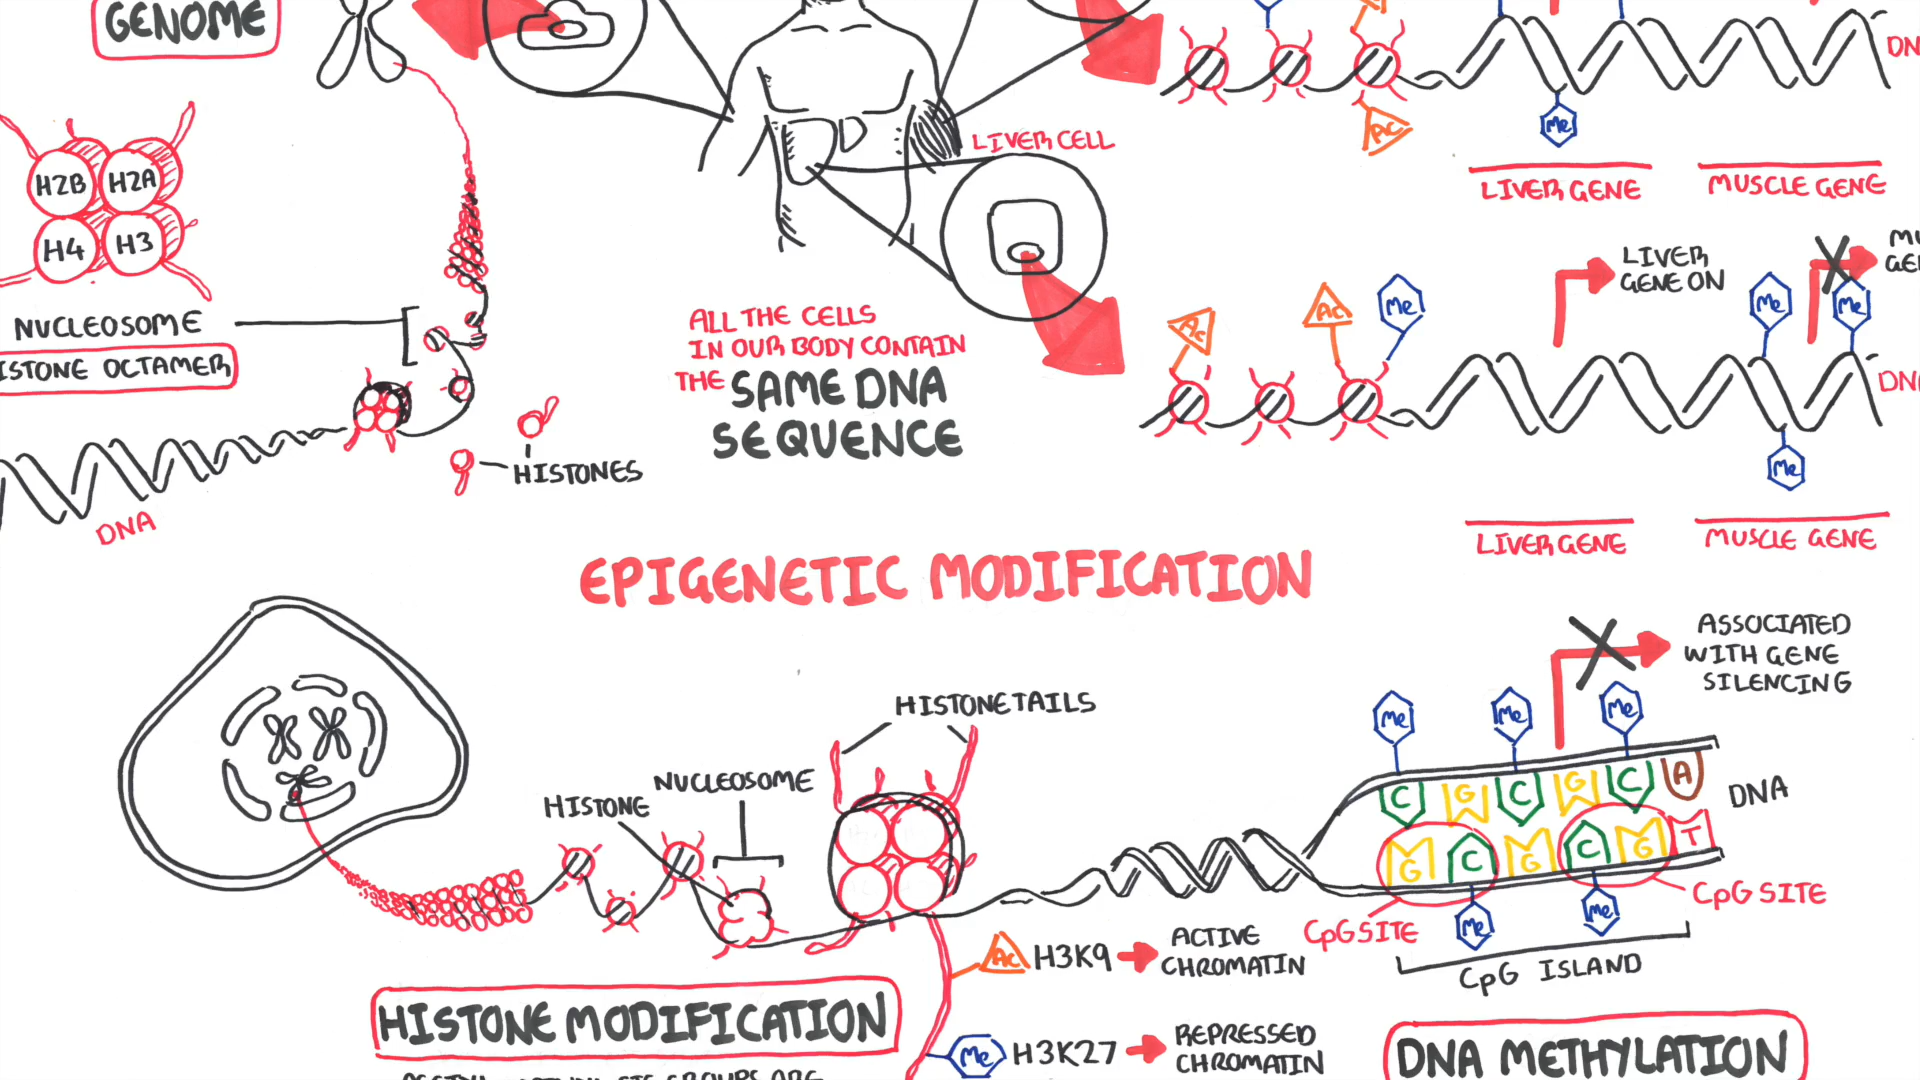 GENOME
H2B
H2A
H4
H3
NUCLEOSOME
ISTONE OCTAMER
HISTONES
DNA
ALL THE CELLS
IN OUR BODY CONTAIN
THE SAME DNA
SEQUENCE
LIVER CELL
Ac
Me
DN
LIVER GENE
MUSCLE GENE
LIVER
GENE ON
MU
GEN
Ac
Ac
Me
Me
Me
Me
DNA
LIVER GENE
MUSCLE GENE
EPIGENETIC MODIFICATION
HISTONE
NUCLEOSOME
HISTONE TAILS
Ac H3K9 ACTIVE
CHROMATIN
Me H3K27 REPRESSED
CHROMATIN
HISTONE MODIFICATION
ASSOCIATED
WITH GENE
SILENCING
Me
Me
Me
C G C G C A
DNA
G C G C G T
Me
Me
CpG SITE
CpG SITE
CpG ISLAND
DNA METHYLATION